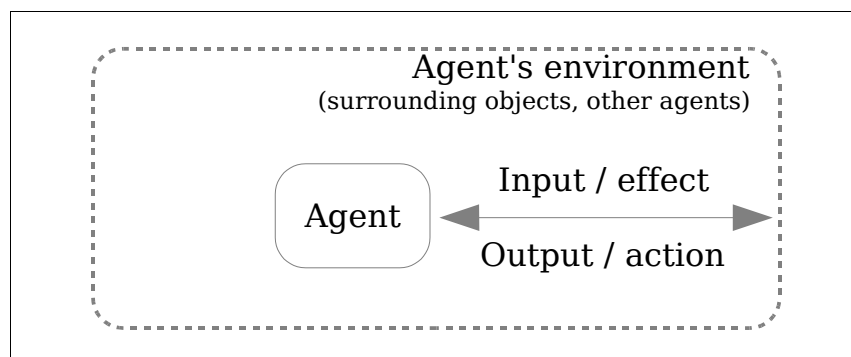 Agent's environment
(surrounding objects, other agents)
Input / effect
Agent
Output / action